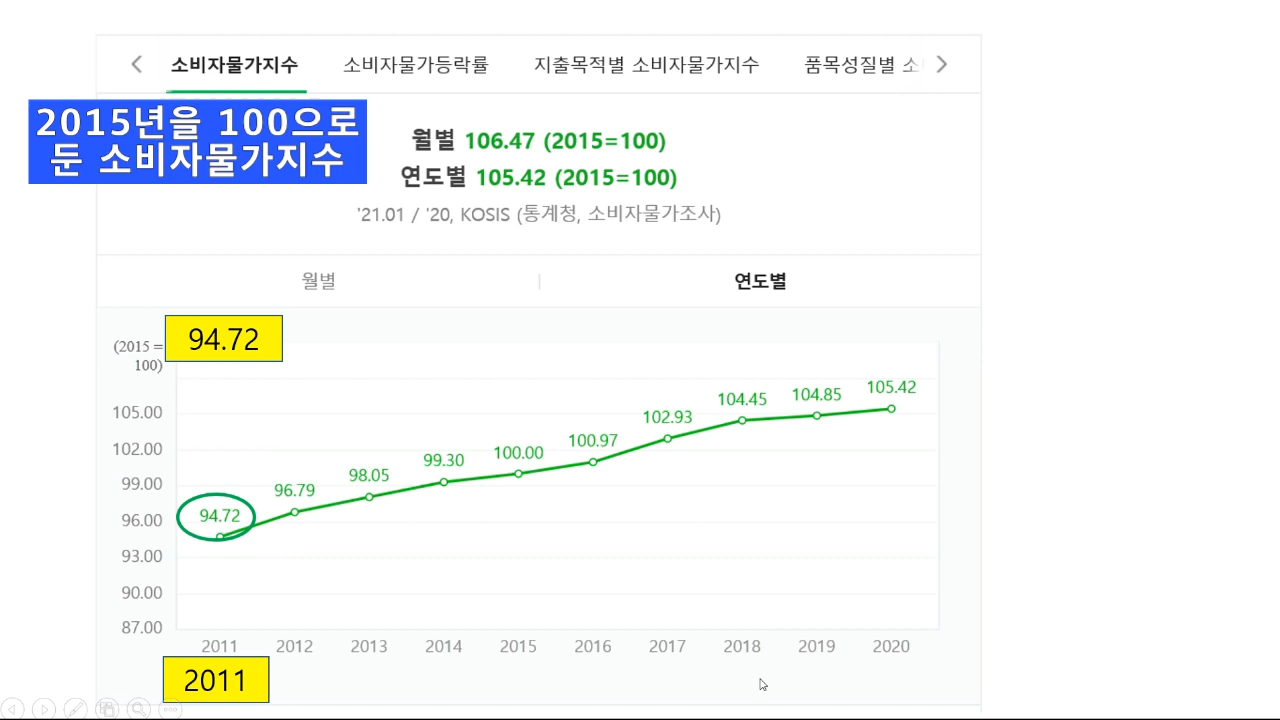 소비자물가지수 소비자물가등락률 지출목적별 소비자물가지수 품목성질별
2015년을 100으로
둔 소비자물가지수
월별 106.47 (2015=100)
연도별 105.42 (2015=100)
'21.01 / '20, KOSIS (통계청, 소비자물가조사)
월별 연도별
94.72
(2015 =
100)
105.42
104.85
104.45
105.00
102.93
102.00
100.97
100.00
99.30
99.00
98.05
96.79
96.00
94.72
93.00
90.00
87.00
2011 2012 2013 2014 2015 2016 2017 2018 2019 2020
2011